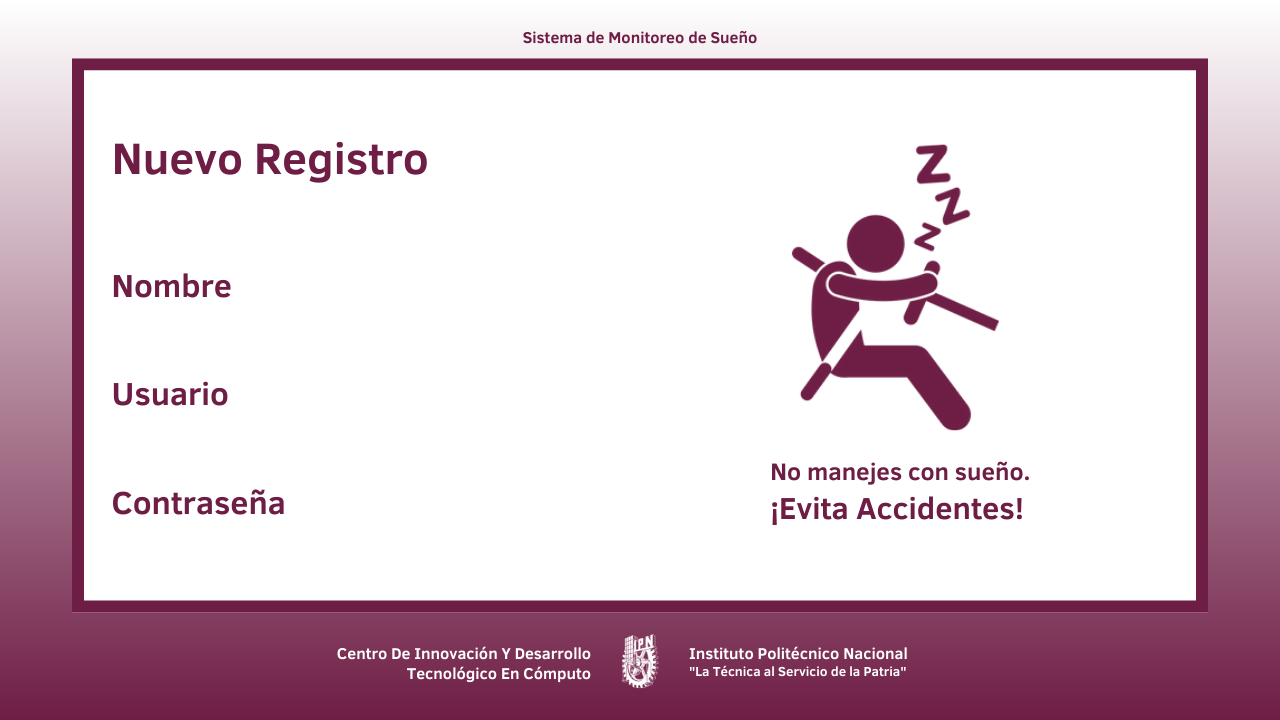 Sistema de Monitoreo de Sueño
Nuevo Registro
Nombre
Usuario
Contraseña
Z
Z
Z
No manejes con sueño.
¡Evita Accidentes!
Centro De Innovación Y Desarrollo
Tecnológico En Cómputo
IPN
Instituto Politécnico Nacional
"La Técnica al Servicio de la Patria"